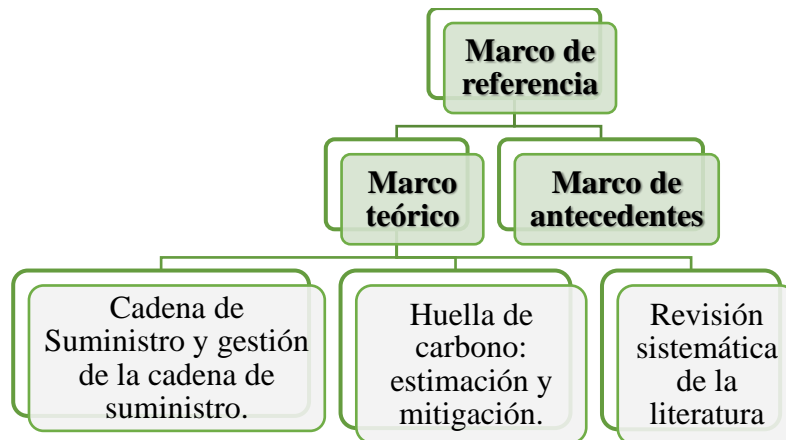 Marco de
referencia
Marco
teórico
Marco de
antecedentes
Cadena de
Suministro y gestión
de la cadena de
suministro.
Huella de
carbono:
estimación y
mitigación.
Revisión
sistemática
de la
literatura